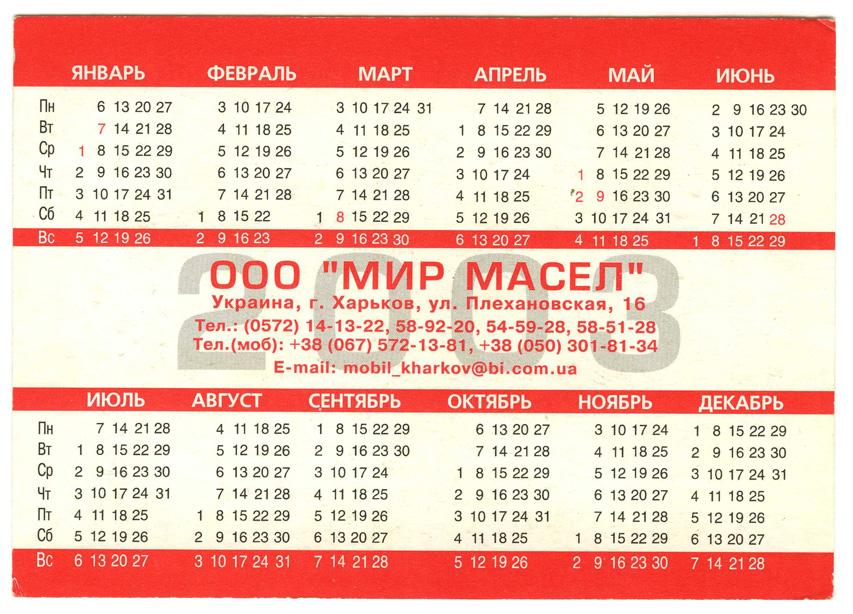 ЯНВАРЬ ФЕВРАЛЬ МАРТ АПРЕЛЬ МАЙ ИЮНЬ
Пн 6 13 20 27 3 10 17 24 3 10 17 24 31 7 14 21 28 5 12 19 26 2 9 16 23 30
Вт 7 14 21 28 4 11 18 25 4 11 18 25 1 8 15 22 29 6 13 20 27 3 10 17 24
Ср 1 8 15 22 29 5 12 19 26 5 12 19 26 2 9 16 23 30 7 14 21 28 4 11 18 25
Чт 2 9 16 23 30 6 13 20 27 6 13 20 27 3 10 17 24 1 8 15 22 29 5 12 19 26
Пт 3 10 17 24 31 7 14 21 28 7 14 21 28 4 11 18 25 2 9 16 23 30 6 13 20 27
Сб 4 11 18 25 1 8 15 22 1 8 15 22 29 5 12 19 26 3 10 17 24 31 7 14 21 28
Вс 5 12 19 26 2 9 16 23 2 9 16 23 30 6 13 20 27 4 11 18 25 1 8 15 22 29
2003
ООО "МИР МАСЕЛ"
Украина, г. Харьков, ул. Плехановская, 16
Тел.: (0572) 14-13-22, 58-92-20, 54-59-28, 58-51-28
Тел.(моб): +38 (067) 572-13-81, +38 (050) 301-81-34
E-mail: mobil_kharkov@bi.com.ua
ИЮЛЬ АВГУСТ СЕНТЯБРЬ ОКТЯБРЬ НОЯБРЬ ДЕКАБРЬ
Пн 7 14 21 28 4 11 18 25 1 8 15 22 29 6 13 20 27 3 10 17 24 1 8 15 22 29
Вт 1 8 15 22 29 5 12 19 26 2 9 16 23 30 7 14 21 28 4 11 18 25 2 9 16 23 30
Ср 2 9 16 23 30 6 13 20 27 3 10 17 24 1 8 15 22 29 5 12 19 26 3 10 17 24 31
Чт 3 10 17 24 31 7 14 21 28 4 11 18 25 2 9 16 23 30 6 13 20 27 4 11 18 25
Пт 4 11 18 25 1 8 15 22 29 5 12 19 26 3 10 17 24 31 7 14 21 28 5 12 19 26
Сб 5 12 19 26 2 9 16 23 30 6 13 20 27 4 11 18 25 1 8 15 22 29 6 13 20 27
Вс 6 13 20 27 3 10 17 24 31 7 14 21 28 5 12 19 26 2 9 16 23 30 7 14 21 28